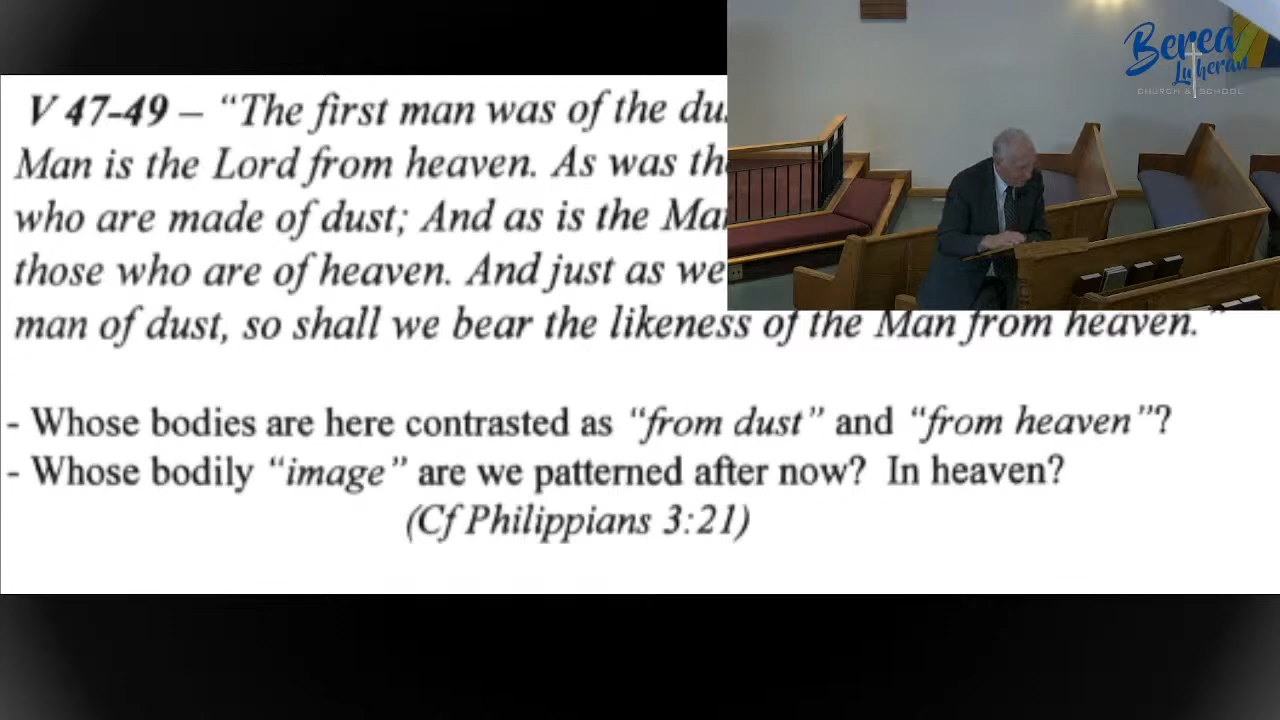 V 47-49 – “The first man was of the
Man is the Lord from heaven. As was
who are made of dust; And as is the
those who are of heaven. And just as we
man of dust, so shall we bear the likeness of the Man from heaven.”
- Whose bodies are here contrasted as “from dust” and “from heaven”?
- Whose bodily “image” are we patterned after now? In heaven?
(Cf Philippians 3:21)
Berea
Lutheran
CHURCH & SCHOOL